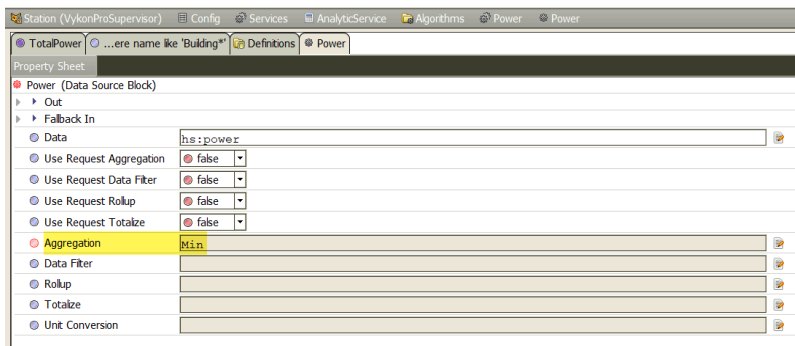 Station (VykonProSupervisor) Config Services AnalyticService Algorithms Power Power
TotalPower ...ere name like 'Building*' Definitions Power
Property Sheet
Power (Data Source Block)
Out
Fallback In
Data hs:power
Use Request Aggregation false
Use Request Data Filter false
Use Request Rollup false
Use Request Totalize false
Aggregation Min
Data Filter
Rollup
Totalize
Unit Conversion